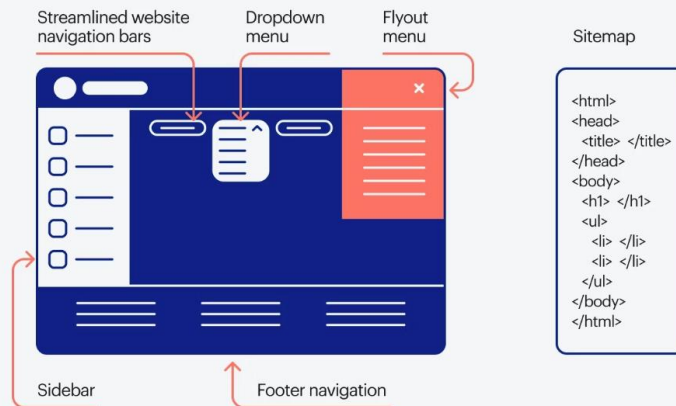 Streamlined website
navigation bars
Dropdown
menu
Flyout
menu
Sitemap
<html>
<head>
<title> </title>
</head>
<body>
<h1> </h1>
<ul>
<li> </li>
<li> </li>
</ul>
</body>
</html>
Sidebar
Footer navigation